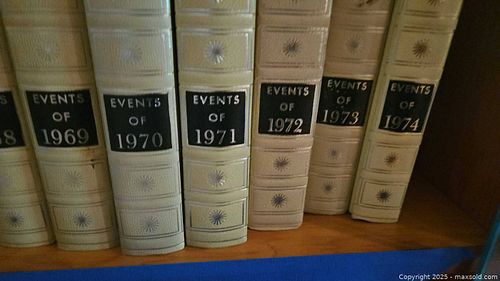 8
EVENTS
OF
1969
EVENTS
OF
1970
EVENTS
OF
1971
EVENTS
OF
1972
EVENTS
OF
1973
EVENTS
OF
1974
Copyright © 2025 - maxsold.com